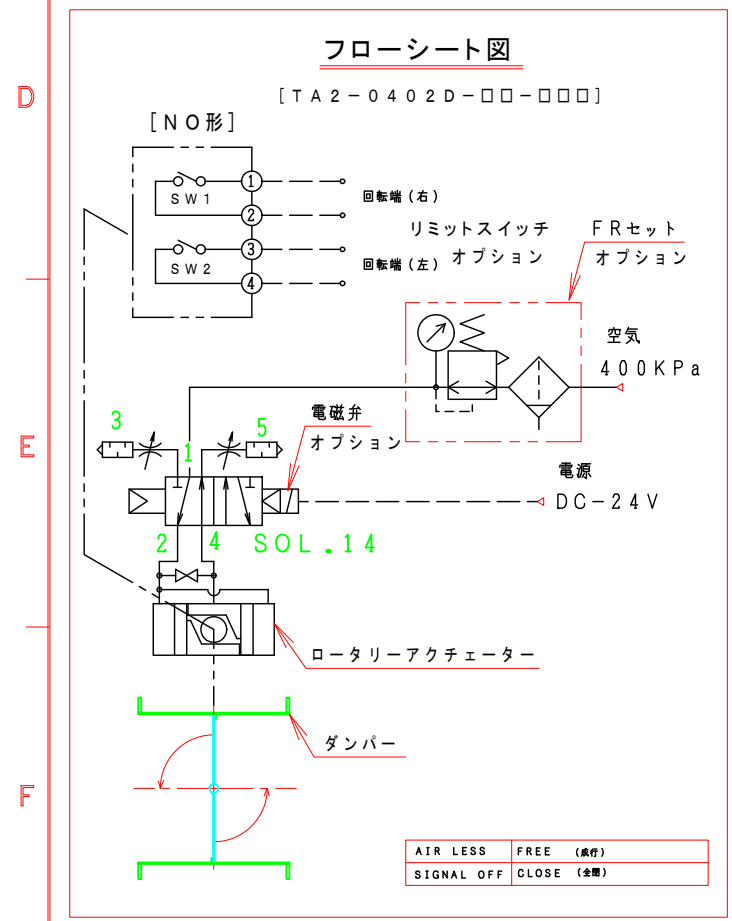 フローシート図
[TA2-0402D-□□-□□□]
[NO形]
D
1
SW1
2
回転端(右)
3
SW2
4
回転端(左)
リミットスイッチ
オプション
FRセット
オプション
空気
400KPa
E
3
1
5
電磁弁
オプション
電源
DC-24V
2
4
SOL.14
ロータリーアクチェーター
ダンパー
F
AIR LESS FREE (成行)
SIGNAL OFF CLOSE (全閉)